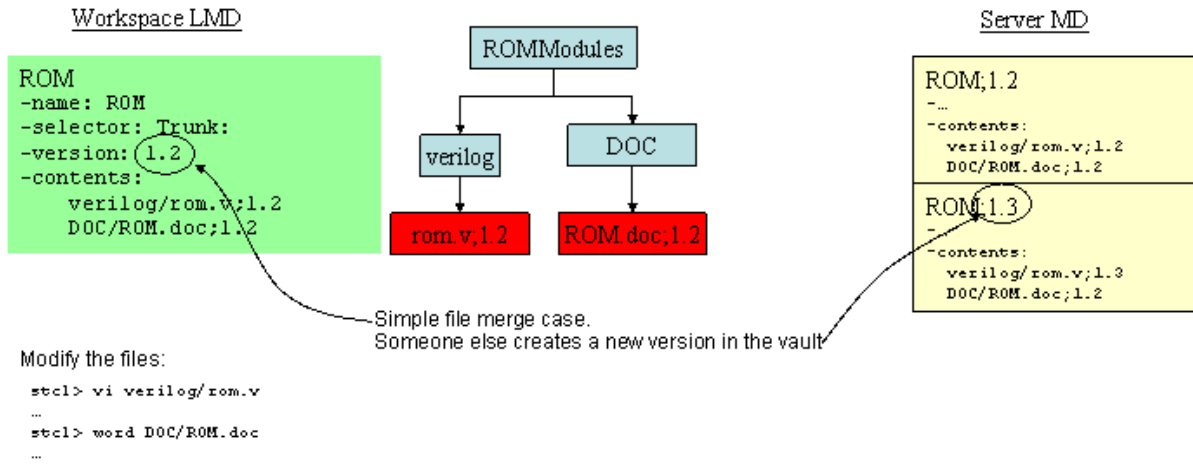 Workspace LMD
ROM
-name: ROM
-selector: Trunk:
-version: 1.2
-contents:
verilog/rom.v;1.2
DOC/ROM.doc;1.2
ROMModules
verilog
DOC
rom.v;1.2
ROM.doc;1.2
Server MD
ROM;1.2
-…
-contents:
verilog/rom.v;1.2
DOC/ROM.doc;1.2
ROM;1.3
-…
-contents:
verilog/rom.v;1.3
DOC/ROM.doc;1.2
Simple file merge case.
Someone else creates a new version in the vault
Modify the files:
stcl> vi verilog/rom.v
…
stcl> word DOC/ROM.doc
…